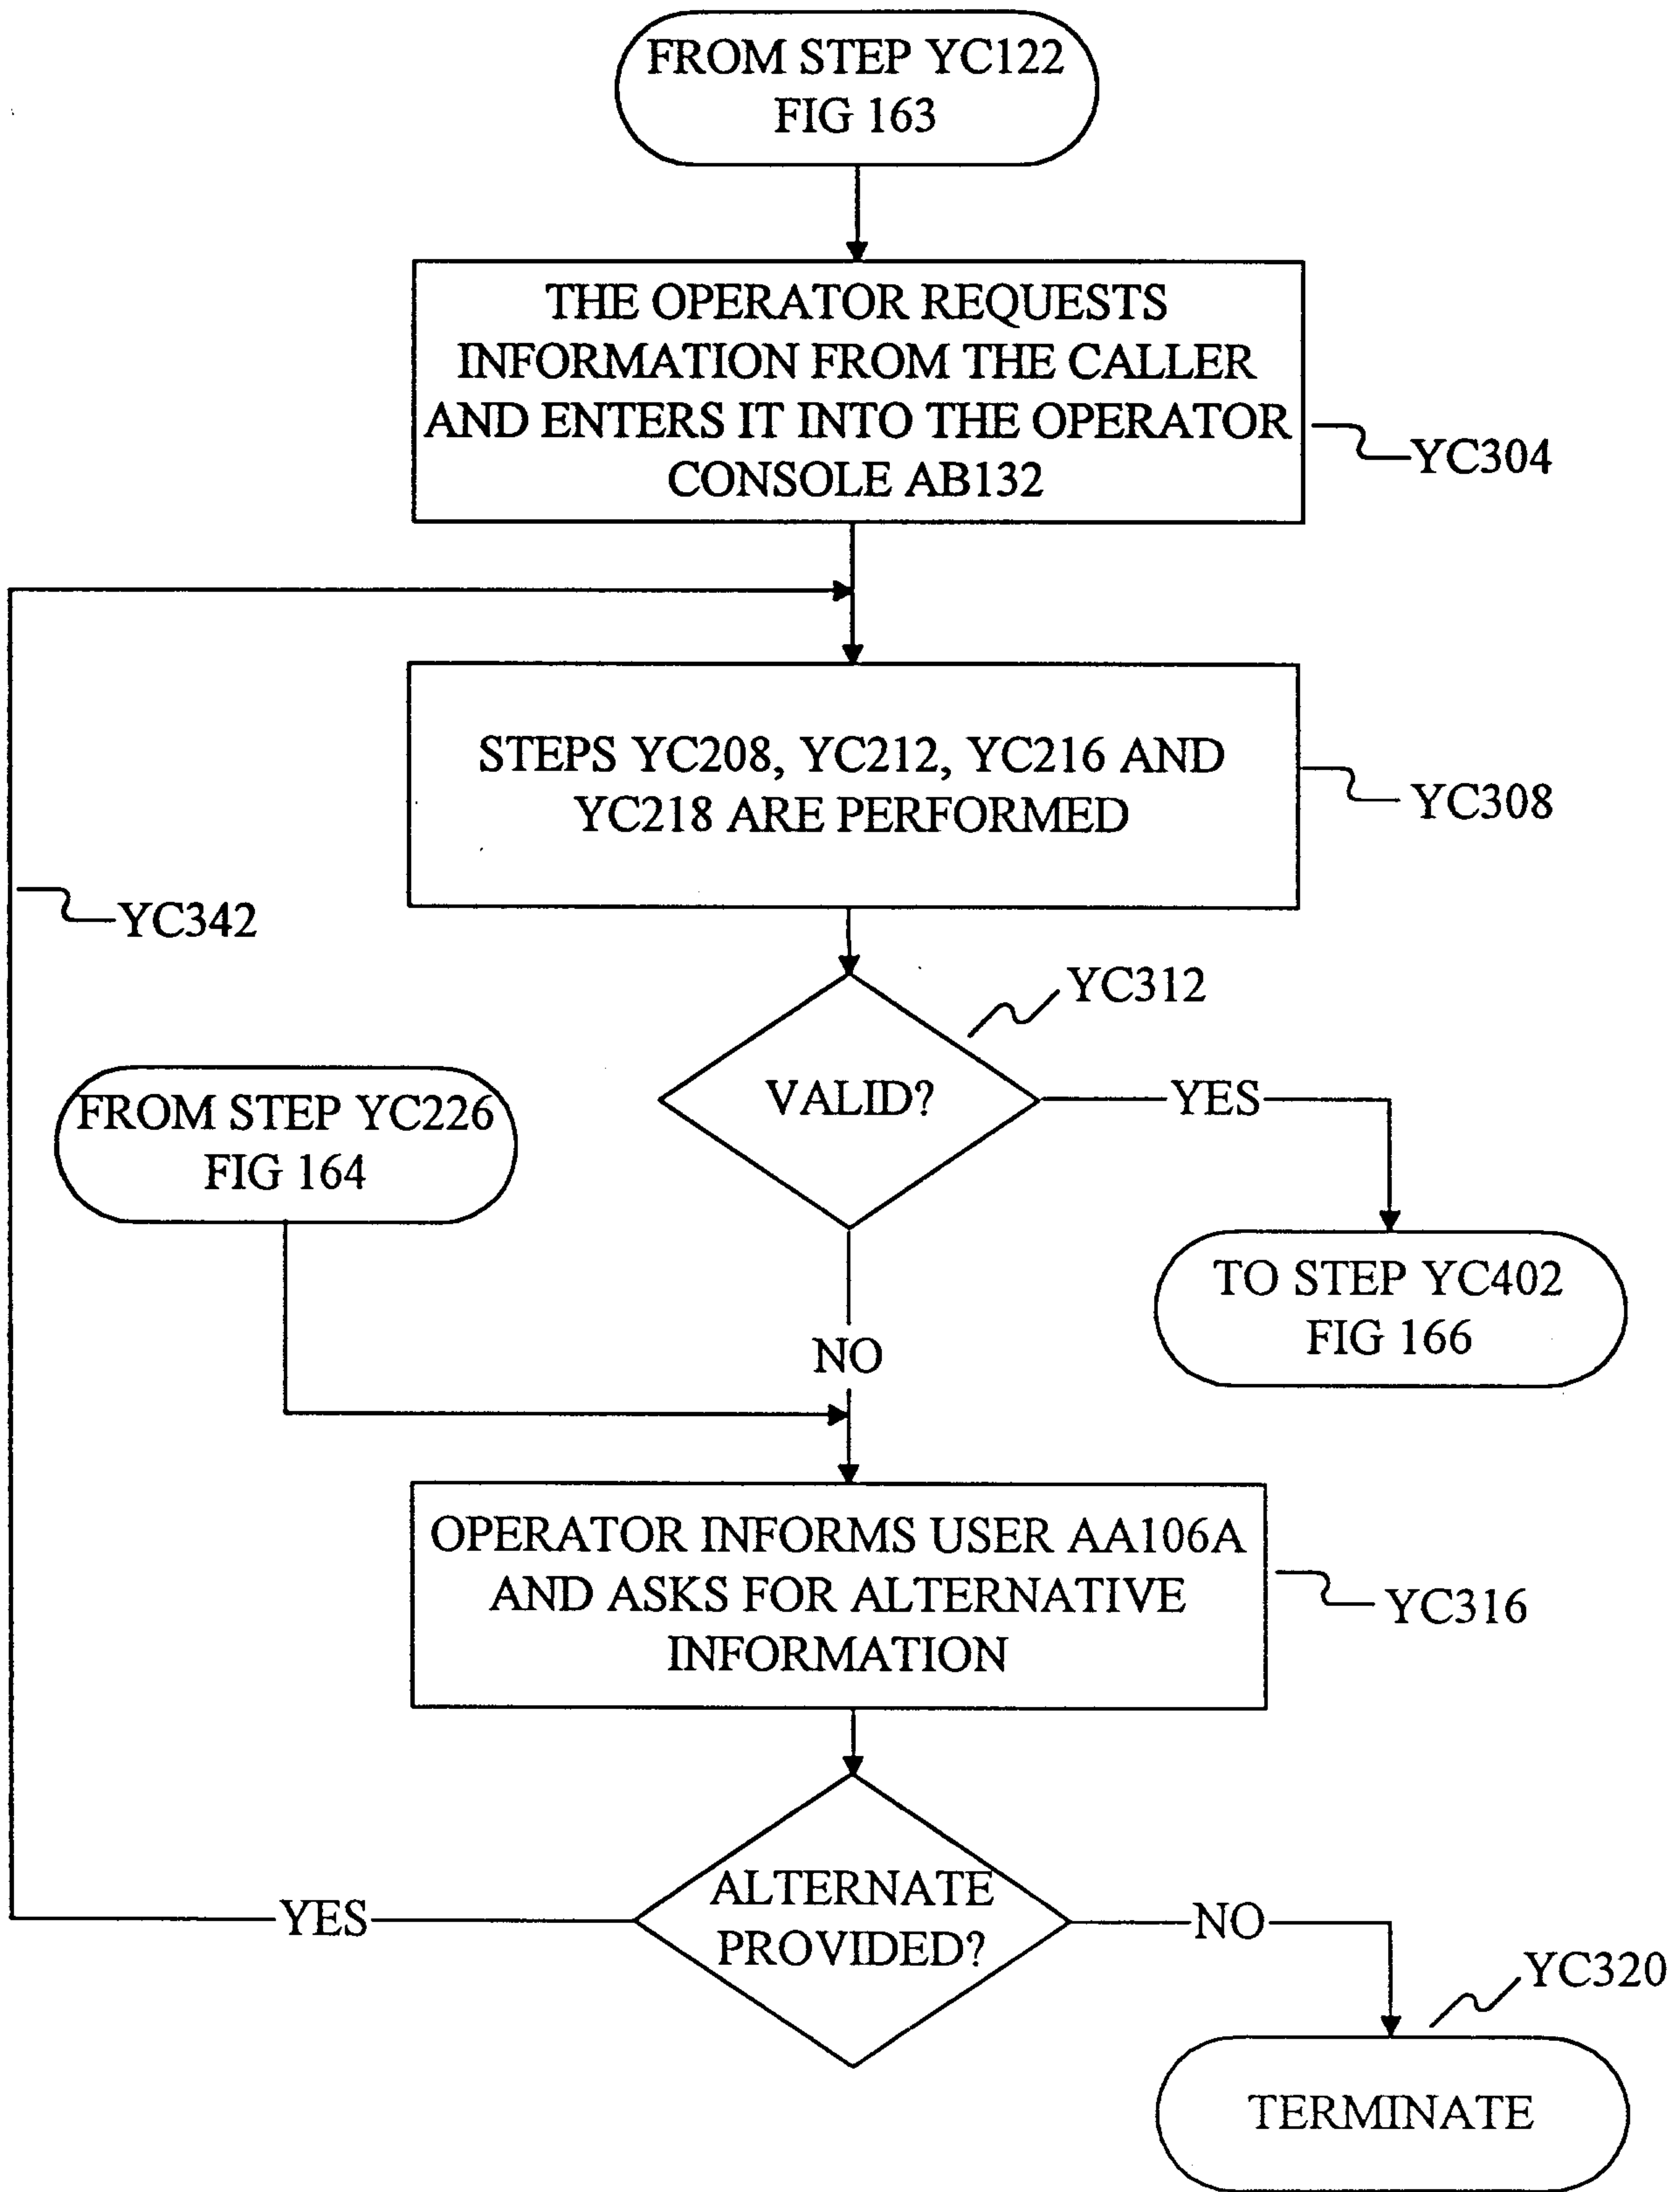 FROM STEP YC122
FIG 163
THE OPERATOR REQUESTS
INFORMATION FROM THE CALLER
AND ENTERS IT INTO THE OPERATOR
CONSOLE AB132
YC304
STEPS YC208, YC212, YC216 AND
YC218 ARE PERFORMED
YC308
YC342
YC312
VALID?
YES
FROM STEP YC226
FIG 164
TO STEP YC402
FIG 166
NO
OPERATOR INFORMS USER AA106A
AND ASKS FOR ALTERNATIVE
INFORMATION
YC316
ALTERNATE
PROVIDED?
YES
NO
YC320
TERMINATE